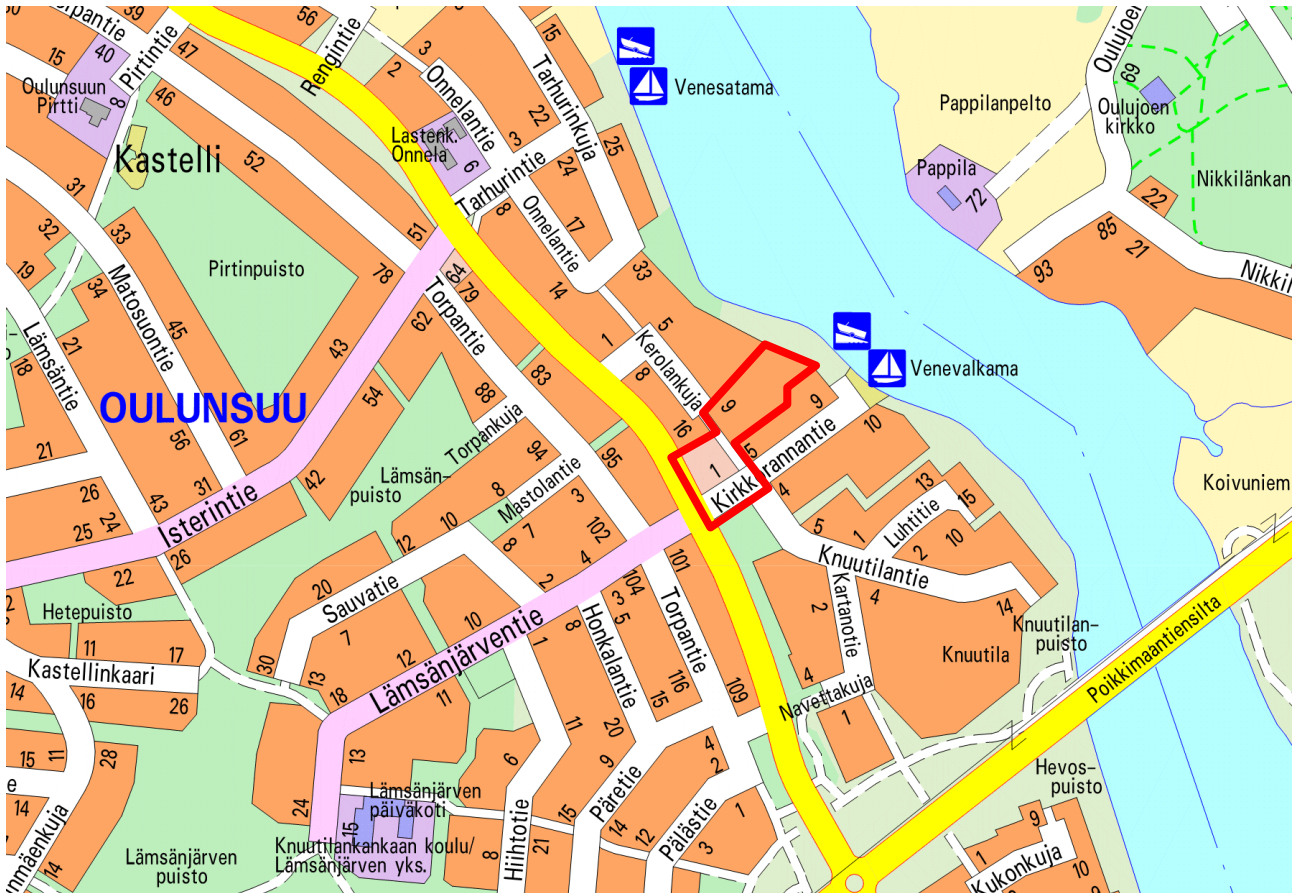 39
56
15
Torpantie
40
Pirtintie
47
Rengintie
3
2
Onnelantie
Tarhurinkuja
15
Oulunsuun
Pirtti
8
46
Venesatama
Oulujoen
69
Pappilanpelto
Oulujoen
kirkko
Kastelli
52
Lastenk.
Onnela
6
3
22
25
Tarhurintie
24
Pappila
72
Nikkilänkan
22
31
32
33
19
51
8
Onnelantie
17
85
21
93
Pirtinpuisto
78
64
79
34
Matosuontie
45
14
33
Nikkil
Lämsäntie
21
18
43
62
Torpantie
1
5
Kerolankuja
8
Venevalkama
83
88
54
OULUNSUU
56
61
9
9
16
10
21
Torpankuja
94
95
5
1
Kirkk
rannantie
26
43
31
42
Lämsän-
puisto
8
Mastolantie
3
4
13
15
Koivuniem
25
24
Isterintie
10
7
102
5
1
Luhtitie
2
10
22
26
12
8
4
101
Knuutilantie
20
Sauvatie
2
104
Hetepuisto
7
10
3
5
Torpantie
2
Kartanotie
4
14
Knuutilan-
puisto
11
17
Kastellinkaari
30
13
12
Lämsänjärventie
1
8
Honkalantie
116
Knuutila
Poikkimaantiensilta
14
16
26
18
11
15
109
4
Navettakuja
15
11
28
13
11
20
1
6
9
4
2
Hevos-
puisto
e
14
24
Lämsänjärven
päiväkoti
15
Päretie
1
9
15
Knuutilankankaan koulu/
Lämsänjärven yks.
Hiihtotie
14
12
Pälästie
3
8
21
nmäenkuja
14
Lämsänjärven
puisto
1
Kukonkuja
10